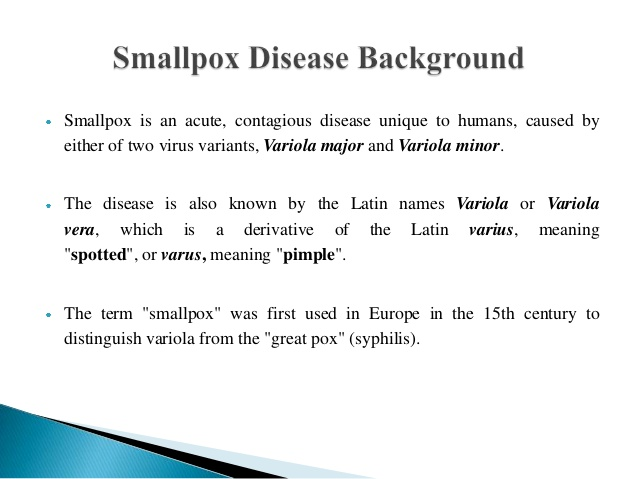 Smallpox Disease Background
Smallpox is an acute, contagious disease unique to humans, caused by
either of two virus variants, Variola major and Variola minor.
The disease is also known by the Latin names Variola or Variola
vera, which is a derivative of the Latin varius, meaning
"spotted", or varus, meaning "pimple".
The term "smallpox" was first used in Europe in the 15th century to
distinguish variola from the "great pox" (syphilis).